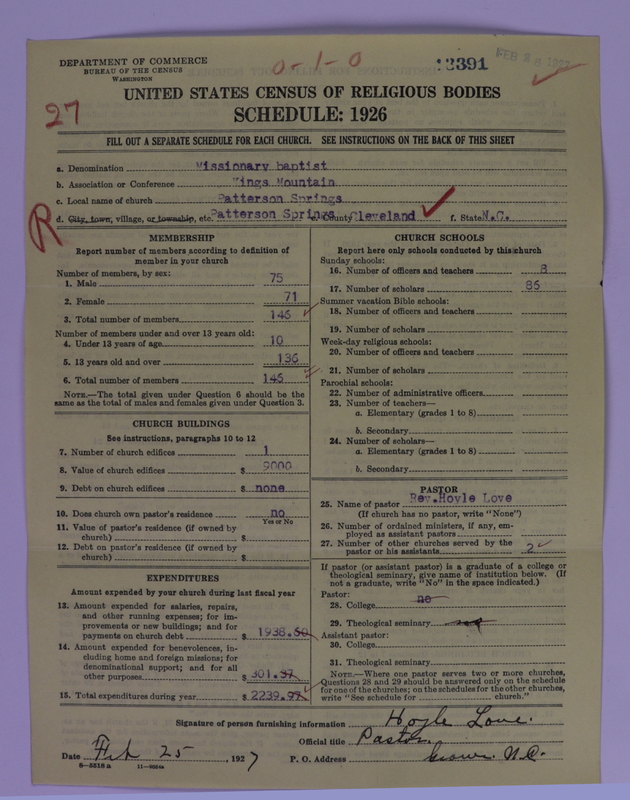 DEPARTMENT OF COMMERCE
BUREAU OF THE CENSUS
WASHINGTON
0-1-0
13391
FEB 28 1927
27
UNITED STATES CENSUS OF RELIGIOUS BODIES
SCHEDULE: 1926
FILL OUT A SEPARATE SCHEDULE FOR EACH CHURCH. SEE INSTRUCTIONS ON THE BACK OF THIS SHEET
a. Denomination Missionary baptist
b. Association or Conference Kings Mountain
c. Local name of church Patterson Springs
d. City, town, village, or township, etc. Patterson Springs County Cleveland f. State N.C.
R
MEMBERSHIP
Report number of members according to definition of
member in your church
Number of members, by sex:
1. Male 75
2. Female 71
3. Total number of members 146
Number of members under and over 13 years old:
4. Under 13 years of age 10
5. 13 years old and over 136
6. Total number of members 146
NOTE.—The total given under Question 6 should be
same as the total of males and females given under Question 3.
CHURCH BUILDINGS
See instructions, paragraphs 10 to 12
7. Number of church edifices 1
8. Value of church edifices $ 9000
9. Debt on church edifices $ none
10. Does church own pastor's residence no
Yes or No
11. Value of pastor's residence (if owned by
church) $
12. Debt on pastor's residence (if owned by
church) $
EXPENDITURES
Amount expended by your church during last fiscal year
13. Amount expended for salaries, repairs,
and other running expenses; for im-
provements or new buildings; and for
payments on church debt $ 1938.60
14. Amount expended for benevolences, in-
cluding home and foreign missions; for
denominational support; and for all
other purposes $ 301.37
15. Total expenditures during year $ 2239.97
CHURCH SCHOOLS
Report here only schools conducted by this church
Sunday schools:
16. Number of officers and teachers 8
17. Number of scholars 86
Summer vacation Bible schools:
18. Number of officers and teachers
19. Number of scholars
Week-day religious schools:
20. Number of officers and teachers
21. Number of scholars
Parochial schools:
22. Number of administrative officers
23. Number of teachers—
a. Elementary (grades 1 to 8)
b. Secondary
24. Number of scholars—
a. Elementary (grades 1 to 8)
b. Secondary
PASTOR
25. Name of pastor Rev.Hoyle Love
(If church has no pastor, write "None")
26. Number of ordained ministers, if any, em-
ployed as assistant pastors
27. Number of other churches served by the
pastor or his assistants 2
If pastor (or assistant pastor) is a graduate of a college or
theological seminary, give name of institution below. (If
not a graduate, write "No" in the space indicated.)
Pastor:
28. College no
29. Theological seminary
Assistant pastor:
30. College
31. Theological seminary
NOTE.—Where one pastor serves two or more churches,
Questions 28 and 29 should be answered only on the schedule
for one of the churches; on the schedules for the other churches,
write "See schedule for church."
Signature of person furnishing information Hoyle Love.
Official title Pastor.
Date Feb 25, 1927
P. O. Address Grover N.C.
8-5518a 11-8554a